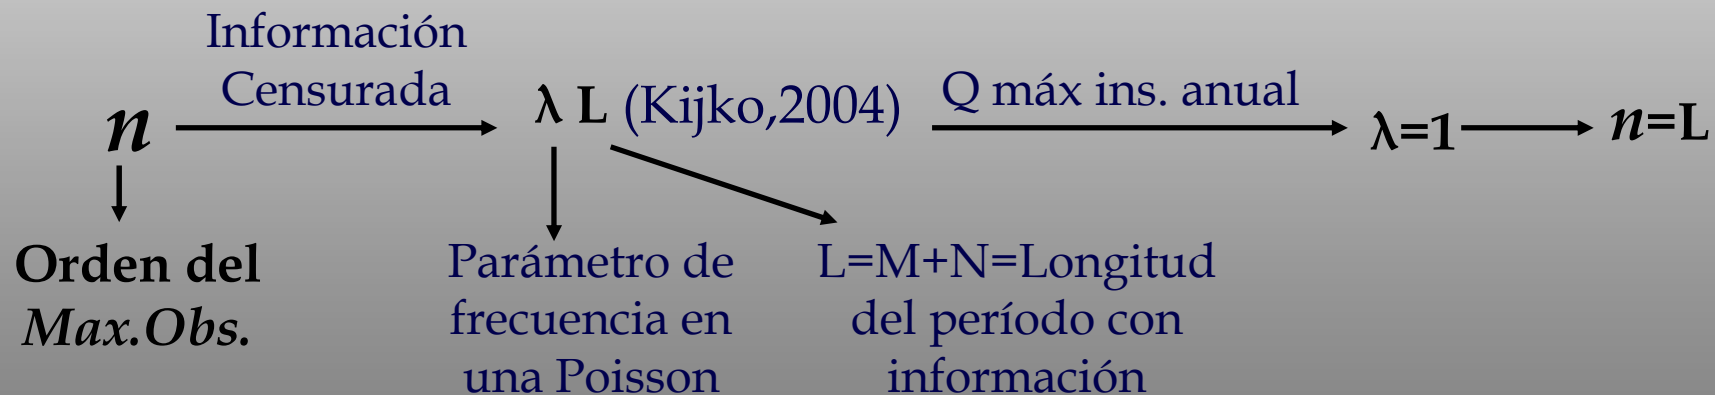 Información
Censurada
n
λ L (Kijko,2004)
Q máx ins. anual
λ=1
n=L
Orden del
Max.Obs.
Parámetro de
frecuencia en
una Poisson
L=M+N=Longitud
del período con
información